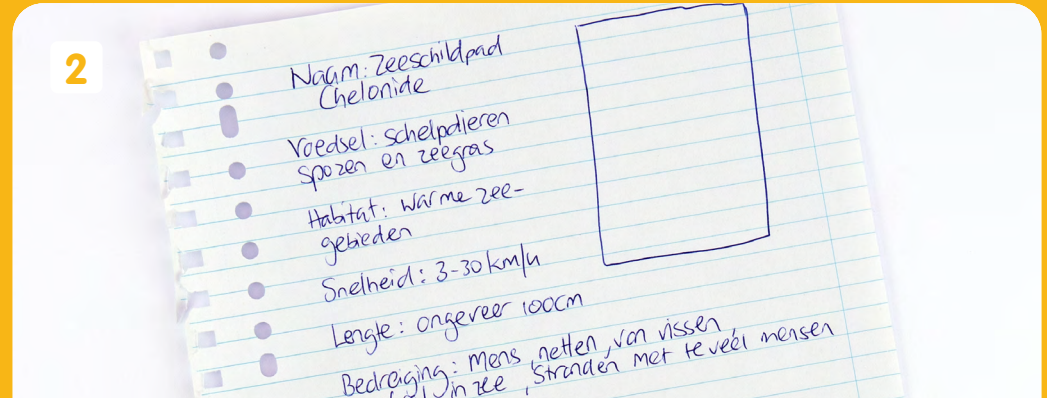 2
Naam: Zeeschildpad
Chelonide
Voedsel: schelpdieren
spozen en zeegras
Habitat: warme zee-
gebieden
Snelheid: 3-30 km/u
Lengte: ongeveer 100cm
Bedreiging: Mens, netten, van vissen,
in zee, Stranden met te veel mensen